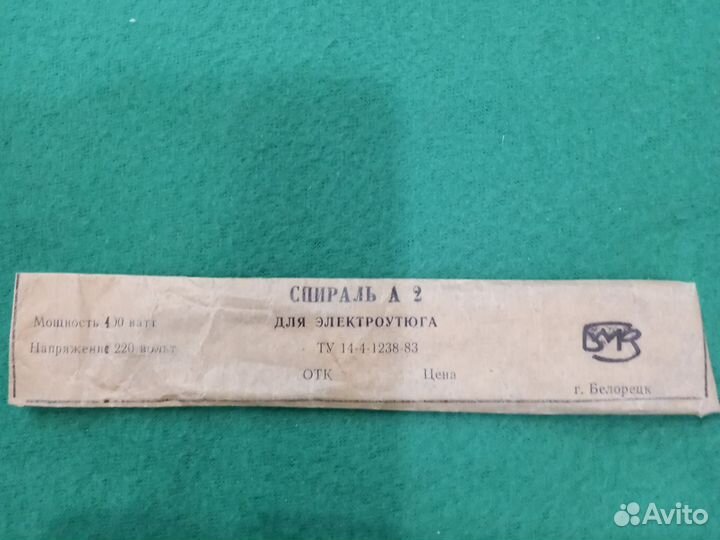 СПИРАЛЬ А 2
Мощность 400 ватт
ДЛЯ ЭЛЕКТРОУТЮГА
Напряжение 220 вольт
ТУ 14-4-1238-83
ОТК Цена
БМК
г. Белорецк
Avito